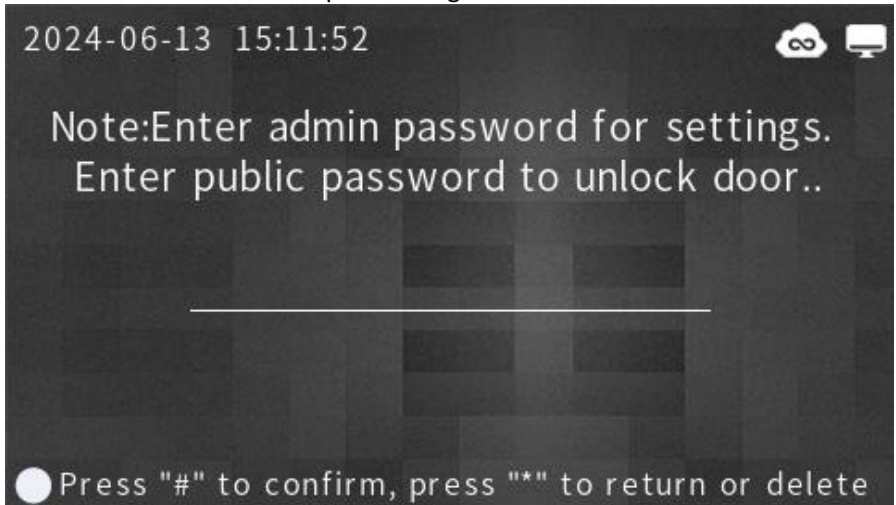 2024-06-13 15:11:52
Note:Enter admin password for settings.
Enter public password to unlock door..
Press "#" to confirm, press "*" to return or delete